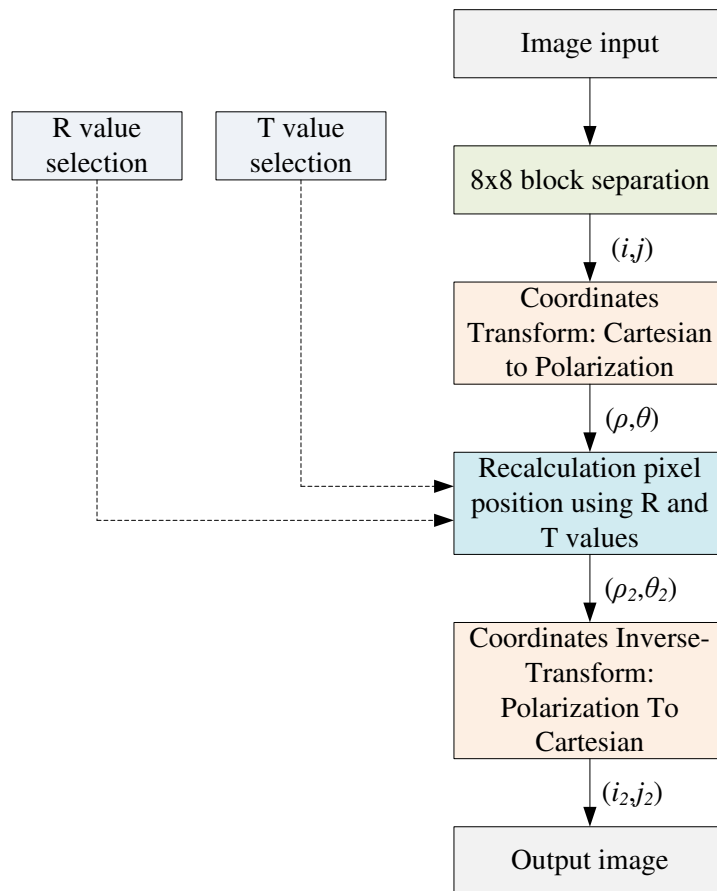 Image input
R value
selection
T value
selection
8x8 block separation
(i,j)
Coordinates
Transform: Cartesian
to Polarization
(ρ,θ)
Recalculation pixel
position using R and
T values
(ρ₂,θ₂)
Coordinates Inverse-
Transform:
Polarization To
Cartesian
(i₂,j₂)
Output image